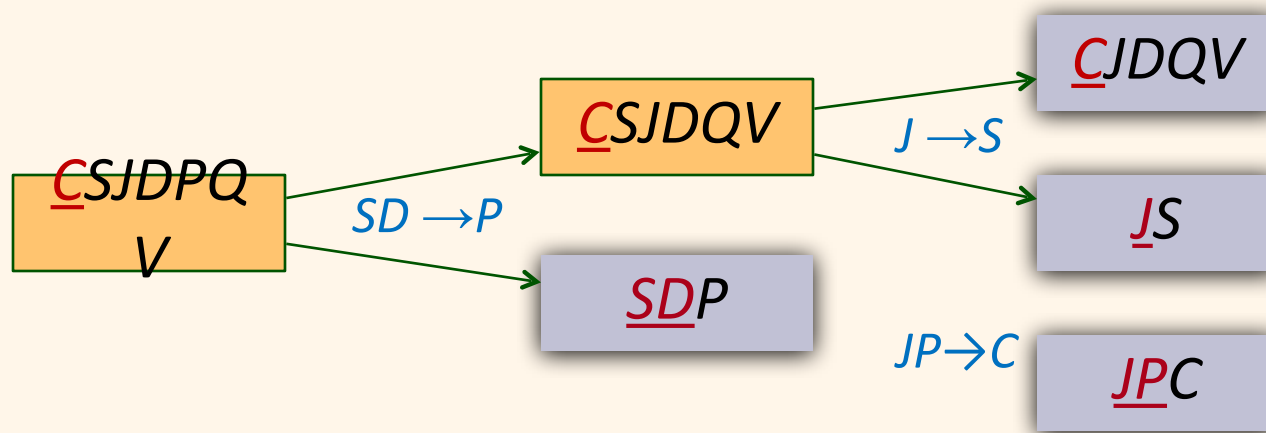 CSJDPQ
V
SD →P
CSJDQV
SDP
J →S
CJDQV
JS
JP→C
JPC